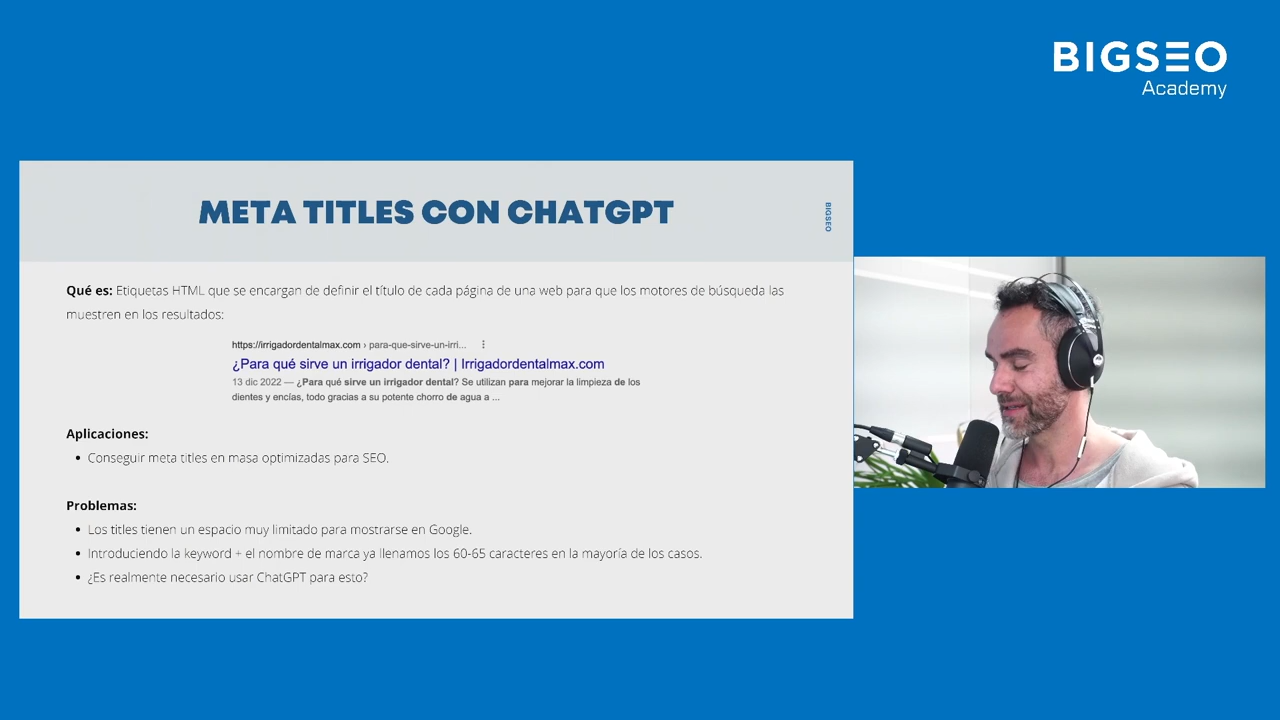 BIGSEO
Academy
META TITLES CON CHATGPT
BIGSEO
Qué es: Etiquetas HTML que se encargan de definir el título de cada página de una web para que los motores de búsqueda las
muestren en los resultados:
https://irrigadordentalmax.com › para-que-sirve-un-irri...
¿Para qué sirve un irrigador dental? | Irrigadordentalmax.com
13 dic 2022 — ¿Para qué sirve un irrigador dental? Se utilizan para mejorar la limpieza de los
dientes y encías, todo gracias a su potente chorro de agua a ...
Aplicaciones:
• Conseguir meta titles en masa optimizadas para SEO.
Problemas:
• Los titles tienen un espacio muy limitado para mostrarse en Google.
• Introduciendo la keyword + el nombre de marca ya llenamos los 60-65 caracteres en la mayoría de los casos.
• ¿Es realmente necesario usar ChatGPT para esto?